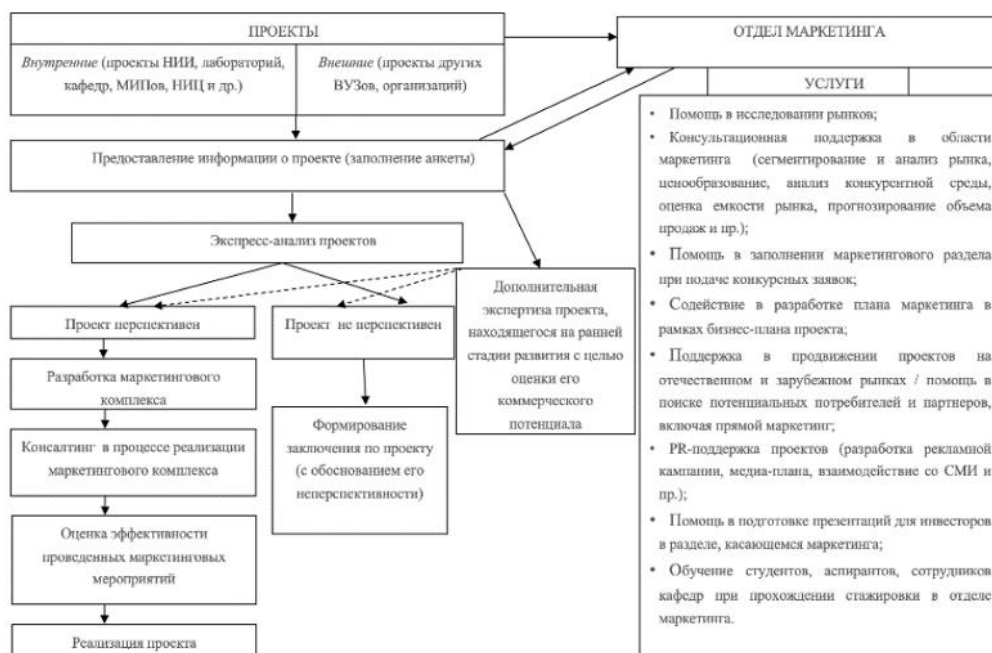 ПРОЕКТЫ
Внутренние (проекты НИИ, лабораторий,
кафедр, МИПов, НИЦ и др.)
Внешние (проекты других
ВУЗов, организаций)
ОТДЕЛ МАРКЕТИНГА
УСЛУГИ
Предоставление информации о проекте (заполнение анкеты)
Экспресс-анализ проектов
Проект перспективен
Проект не перспективен
Дополнительная
экспертиза проекта,
находящегося на ранней
стадии развития с целью
оценки его
коммерческого
потенциала
Разработка маркетингового
комплекса
Формирование
заключения по проекту
(с обоснованием его
неперспективности)
Консалтинг в процессе реализации
маркетингового комплекса
Оценка эффективности
проведенных маркетинговых
мероприятий
Реализация проекта
• Помощь в исследовании рынков;
• Консультационная поддержка в области
маркетинга (сегментирование и анализ рынка,
ценообразование, анализ конкурентной среды,
оценка емкости рынка, прогнозирование объема
продаж и пр.);
• Помощь в заполнении маркетингового раздела
при подаче конкурсных заявок;
• Содействие в разработке плана маркетинга в
рамках бизнес-плана проекта;
• Поддержка в продвижении проектов на
отечественном и зарубежном рынках / помощь в
поиске потенциальных потребителей и партнеров,
включая прямой маркетинг;
• PR-поддержка проектов (разработка рекламной
кампании, медиа-плана, взаимодействие со СМИ и
пр.);
• Помощь в подготовке презентаций для инвесторов
в разделе, касающемся маркетинга;
• Обучение студентов, аспирантов, сотрудников
кафедр при прохождении стажировки в отделе
маркетинга.